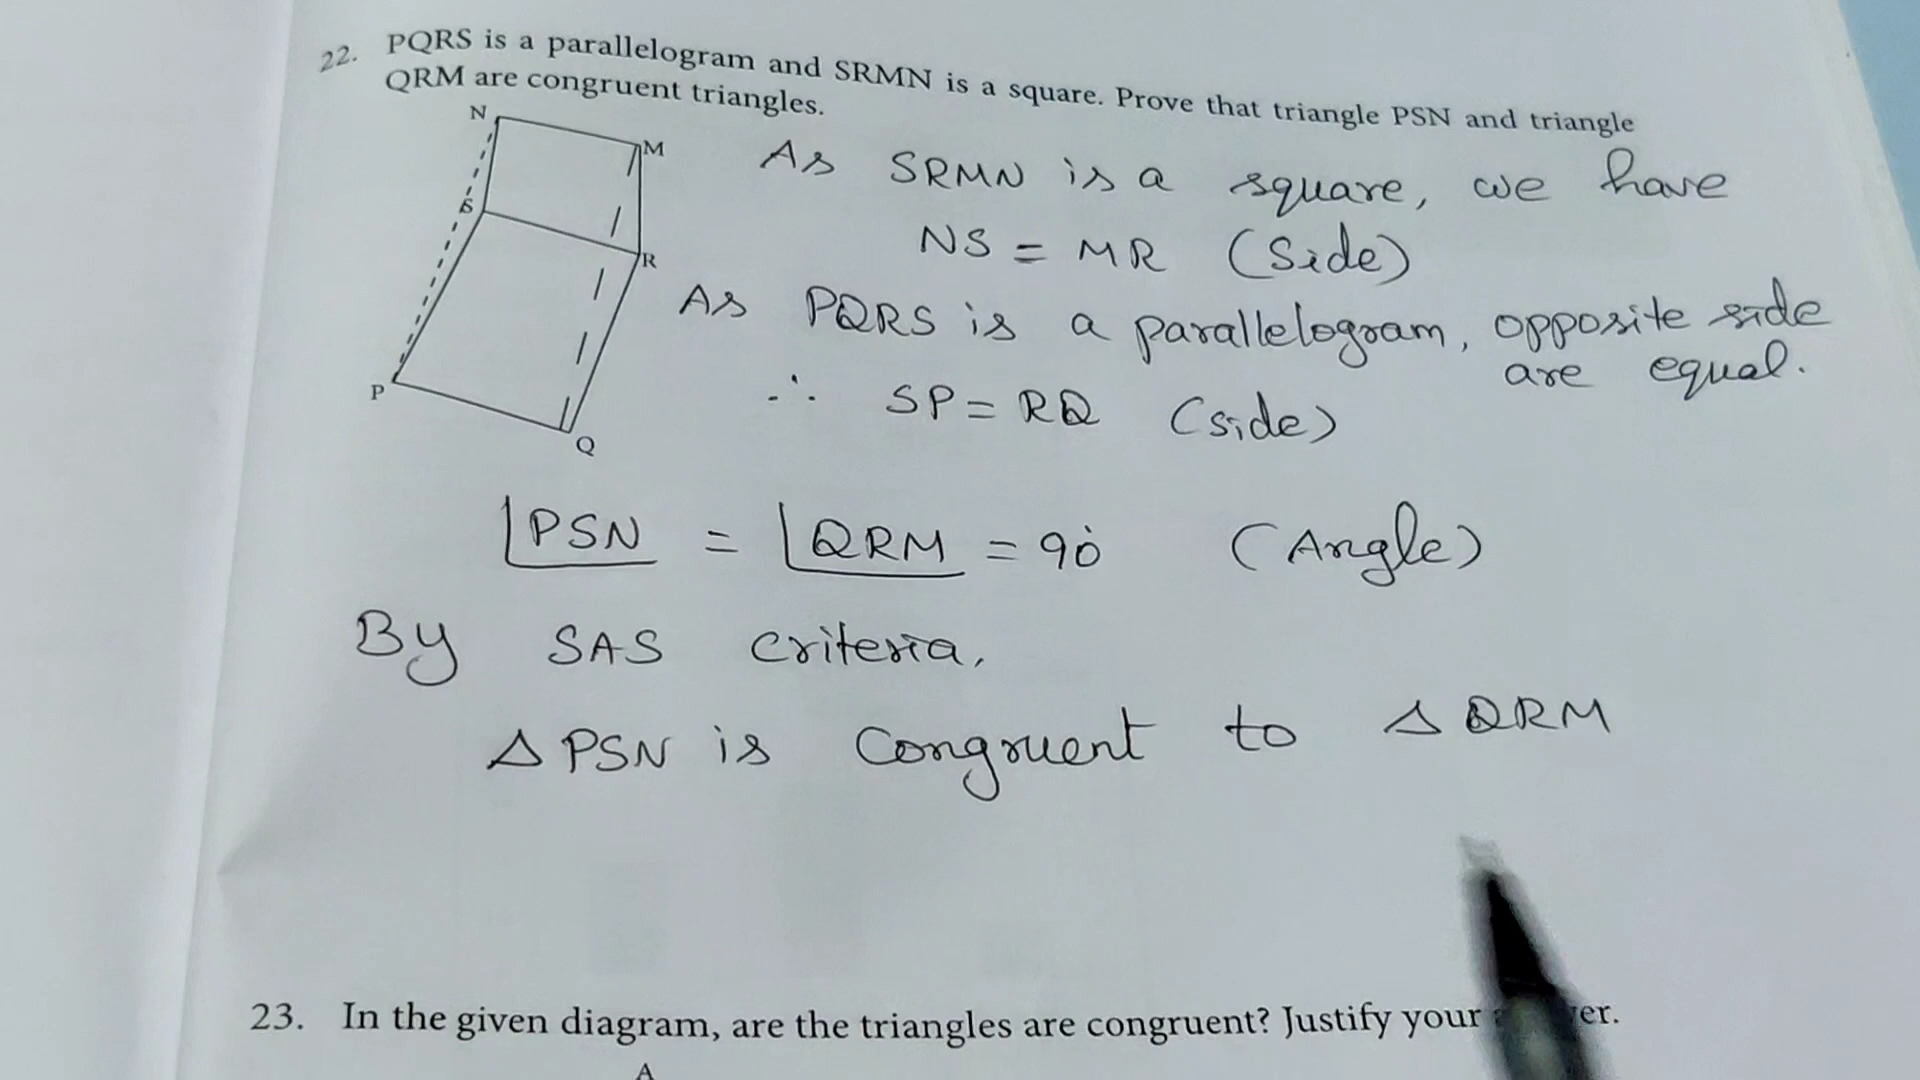 22. PQRS is a parallelogram and SRMN is a square. Prove that triangle PSN and triangle
QRM are congruent triangles.
N
M
S
R
P
Q
As SRMN is a square, we have
NS = MR (Side)
As PQRS is a parallelogram, opposite side
are equal.
∴ SP = RQ (side)
∠PSN = ∠QRM = 90° (Angle)
By SAS criteria,
Δ PSN is congruent to Δ QRM
23. In the given diagram, are the triangles are congruent? Justify your
A